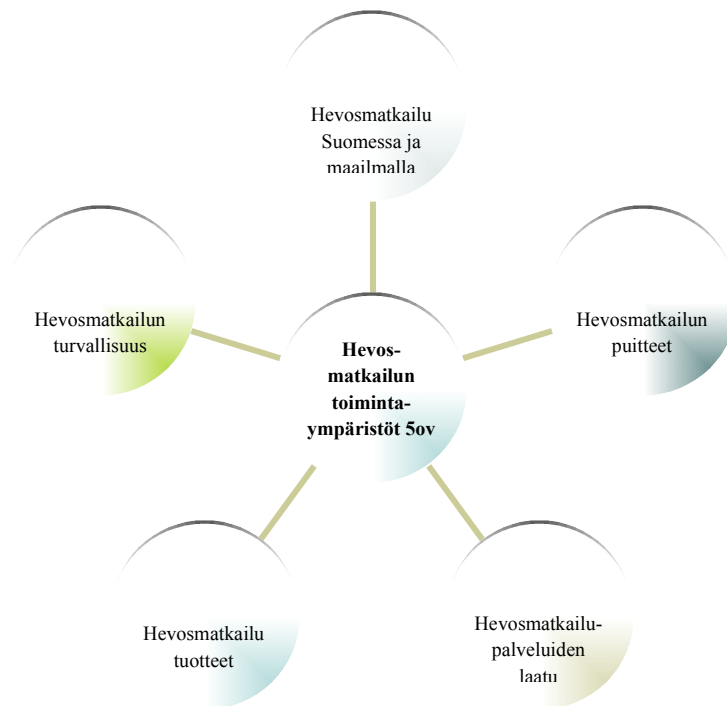 Hevosmatkailu
Suomessa ja
maailmalla
Hevosmatkailun
turvallisuus
Hevosmatkailun
puitteet
Hevos-
matkailun
toiminta-
ympäristöt 5ov
Hevosmatkailu
tuotteet
Hevosmatkailu-
palveluiden
laatu